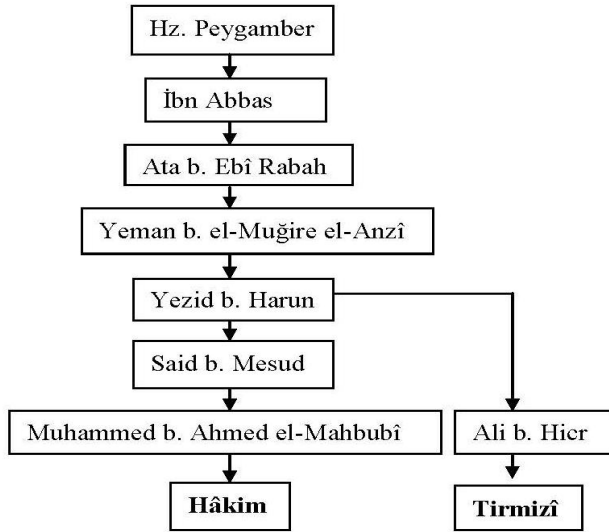 Hz. Peygamber
İbn Abbas
Ata b. Ebî Rabah
Yeman b. el-Muğire el-Anzî
Yezid b. Harun
Said b. Mesud
Muhammed b. Ahmed el-Mahbubî
Ali b. Hicr
Hâkim
Tirmizî